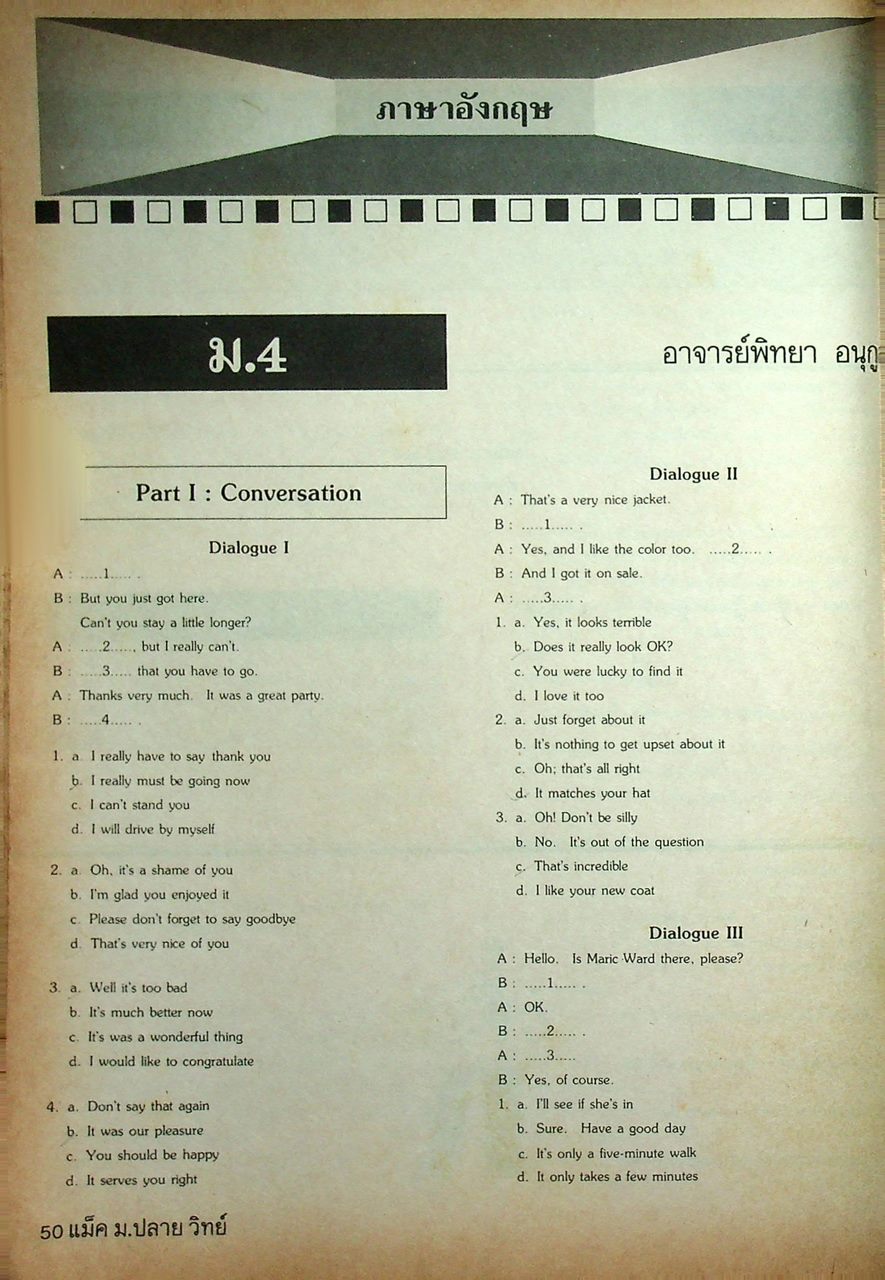 ภาษาอังกฤษ
ม.4
อาจารย์พิทยา
Part I : Conversation
Dialogue I
A : .....1..... .
B : But you just got here.
Can't you stay a little longer?
A : .....2....., but I really can't.
B : .....3..... that you have to go.
A : Thanks very much. It was a great party.
B : .....4..... .
1. a. I really have to say thank you
b. I really must be going now
c. I can't stand you
d. I will drive by myself
2. a. Oh, it's a shame of you
b. I'm glad you enjoyed it
c. Please don't forget to say goodbye
d. That's very nice of you
3. a. Well it's too bad
b. It's much better now
c. It's was a wonderful thing
d. I would like to congratulate
4. a. Don't say that again
b. It was our pleasure
c. You should be happy
d. It serves you right
Dialogue II
A : That's a very nice jacket.
B : .....1..... .
A : Yes, and I like the color too. .....2..... .
B : And I got it on sale.
A : .....3..... .
1. a. Yes, it looks terrible
b. Does it really look OK?
c. You were lucky to find it
d. I love it too
2. a. Just forget about it
b. It's nothing to get upset about it
c. Oh; that's all right
d. It matches your hat
3. a. Oh! Don't be silly
b. No. It's out of the question
c. That's incredible
d. I like your new coat
Dialogue III
A : Hello. Is Maric Ward there, please?
B : .....1..... .
A : OK.
B : .....2..... .
A : .....3.....
B : Yes, of course.
1. a. I'll see if she's in
b. Sure. Have a good day
c. It's only a five-minute walk
d. It only takes a few minutes
50 แม็ค ม.ปลาย วิทย์